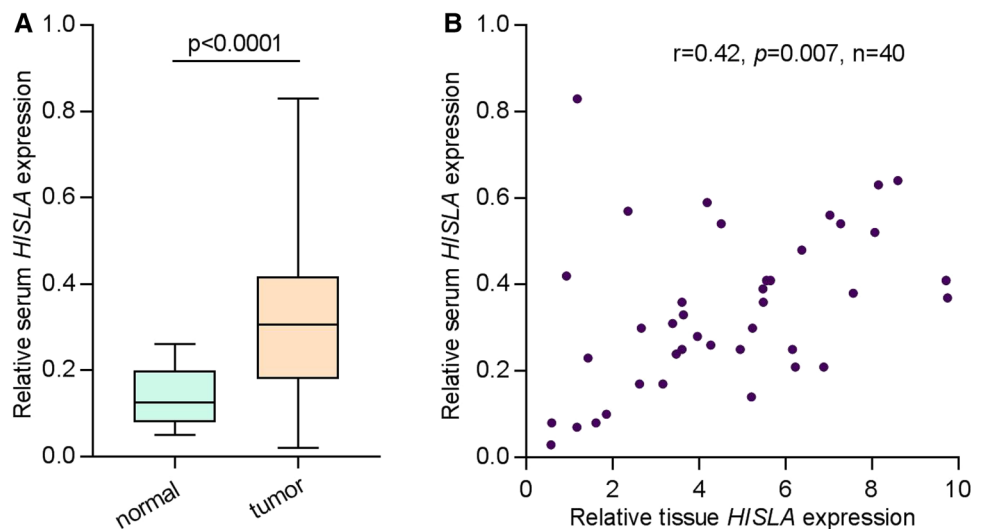 A
Relative serum HISLA expression
1.0
0.8
0.6
0.4
0.2
0.0
p<0.0001
normal
tumor
B
Relative serum HISLA expression
1.0
0.8
0.6
0.4
0.2
0.0
r=0.42, p=0.007, n=40
0 2 4 6 8 10
Relative tissue HISLA expression